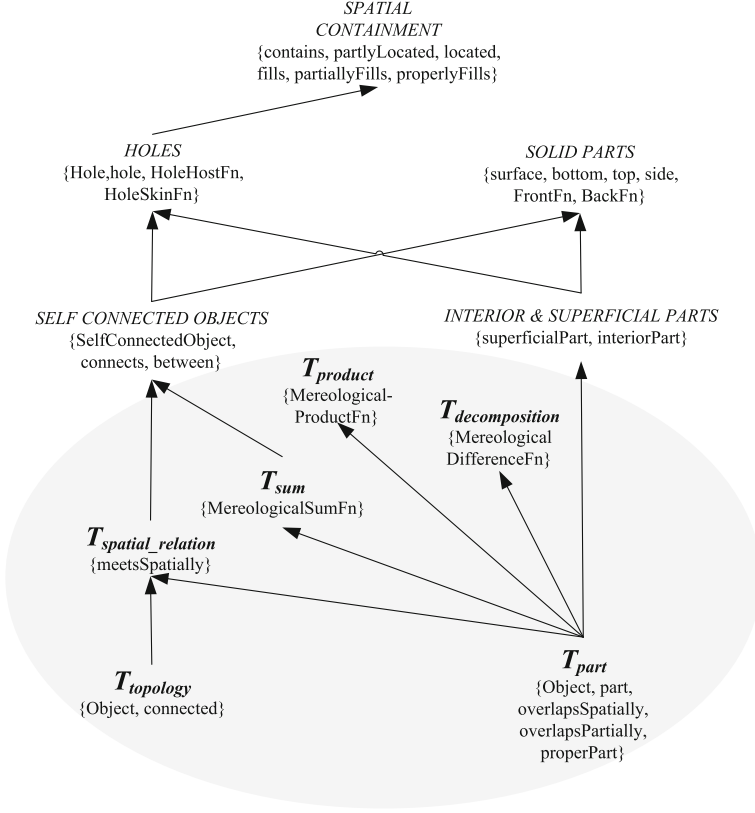 SPATIAL
CONTAINMENT
{contains, partlyLocated, located,
fills, partiallyFills, properlyFills}
HOLES
{Hole,hole, HoleHostFn,
HoleSkinFn}
SOLID PARTS
{surface, bottom, top, side,
FrontFn, BackFn}
SELF CONNECTED OBJECTS
{SelfConnectedObject,
connects, between}
INTERIOR & SUPERFICIAL PARTS
{superficialPart, interiorPart}
Tproduct
{Mereological-
ProductFn}
Tdecomposition
{Mereological
DifferenceFn}
Tsum
{MereologicalSumFn}
Tspatial_relation
{meetsSpatially}
Ttopology
{Object, connected}
Tpart
{Object, part,
overlapsSpatially,
overlapsPartially,
properPart}